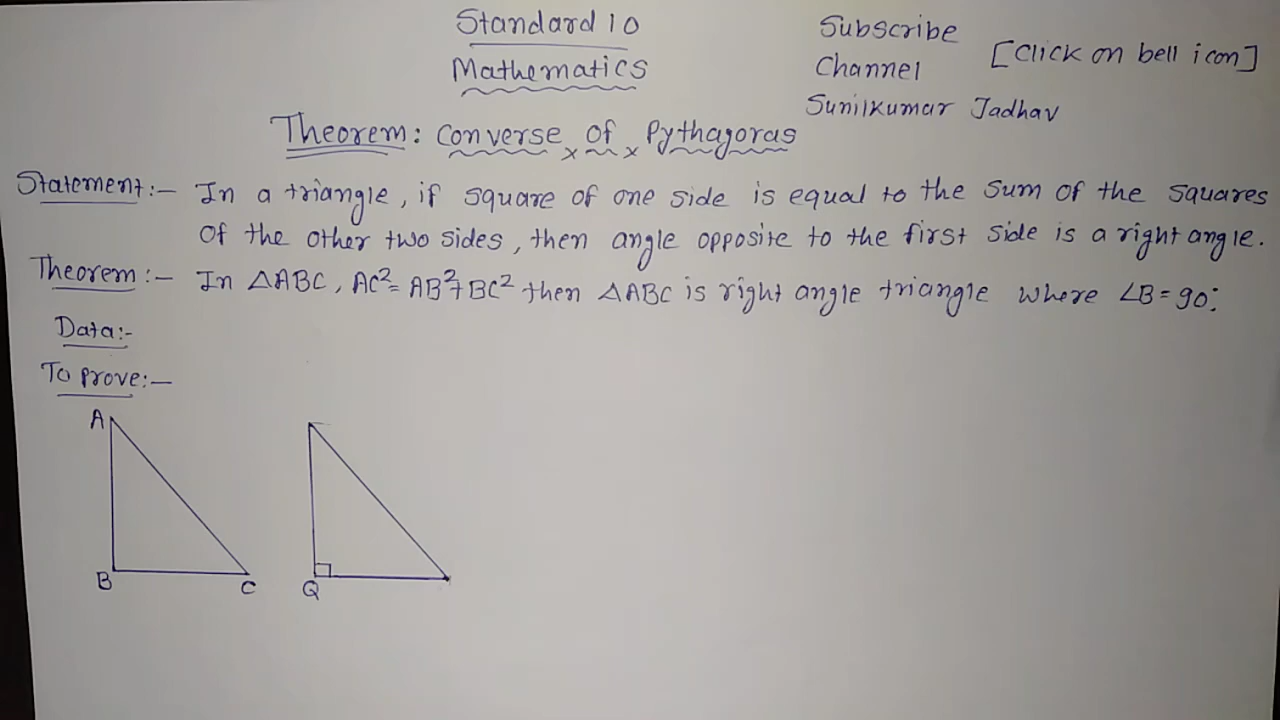 Standard 10
Mathematics
Subscribe
Channel
[Click on bell icon]
Sunilkumar Jadhav
Theorem: Converse of Pythagoras
Statement:- In a triangle, if square of one side is equal to the sum of the squares
of the other two sides, then angle opposite to the first side is a right angle.
Theorem:- In △ABC, AC²= AB²+BC² then △ABC is right angle triangle where ∠B=90°.
Data:-
To prove:-
A
B
C
Q